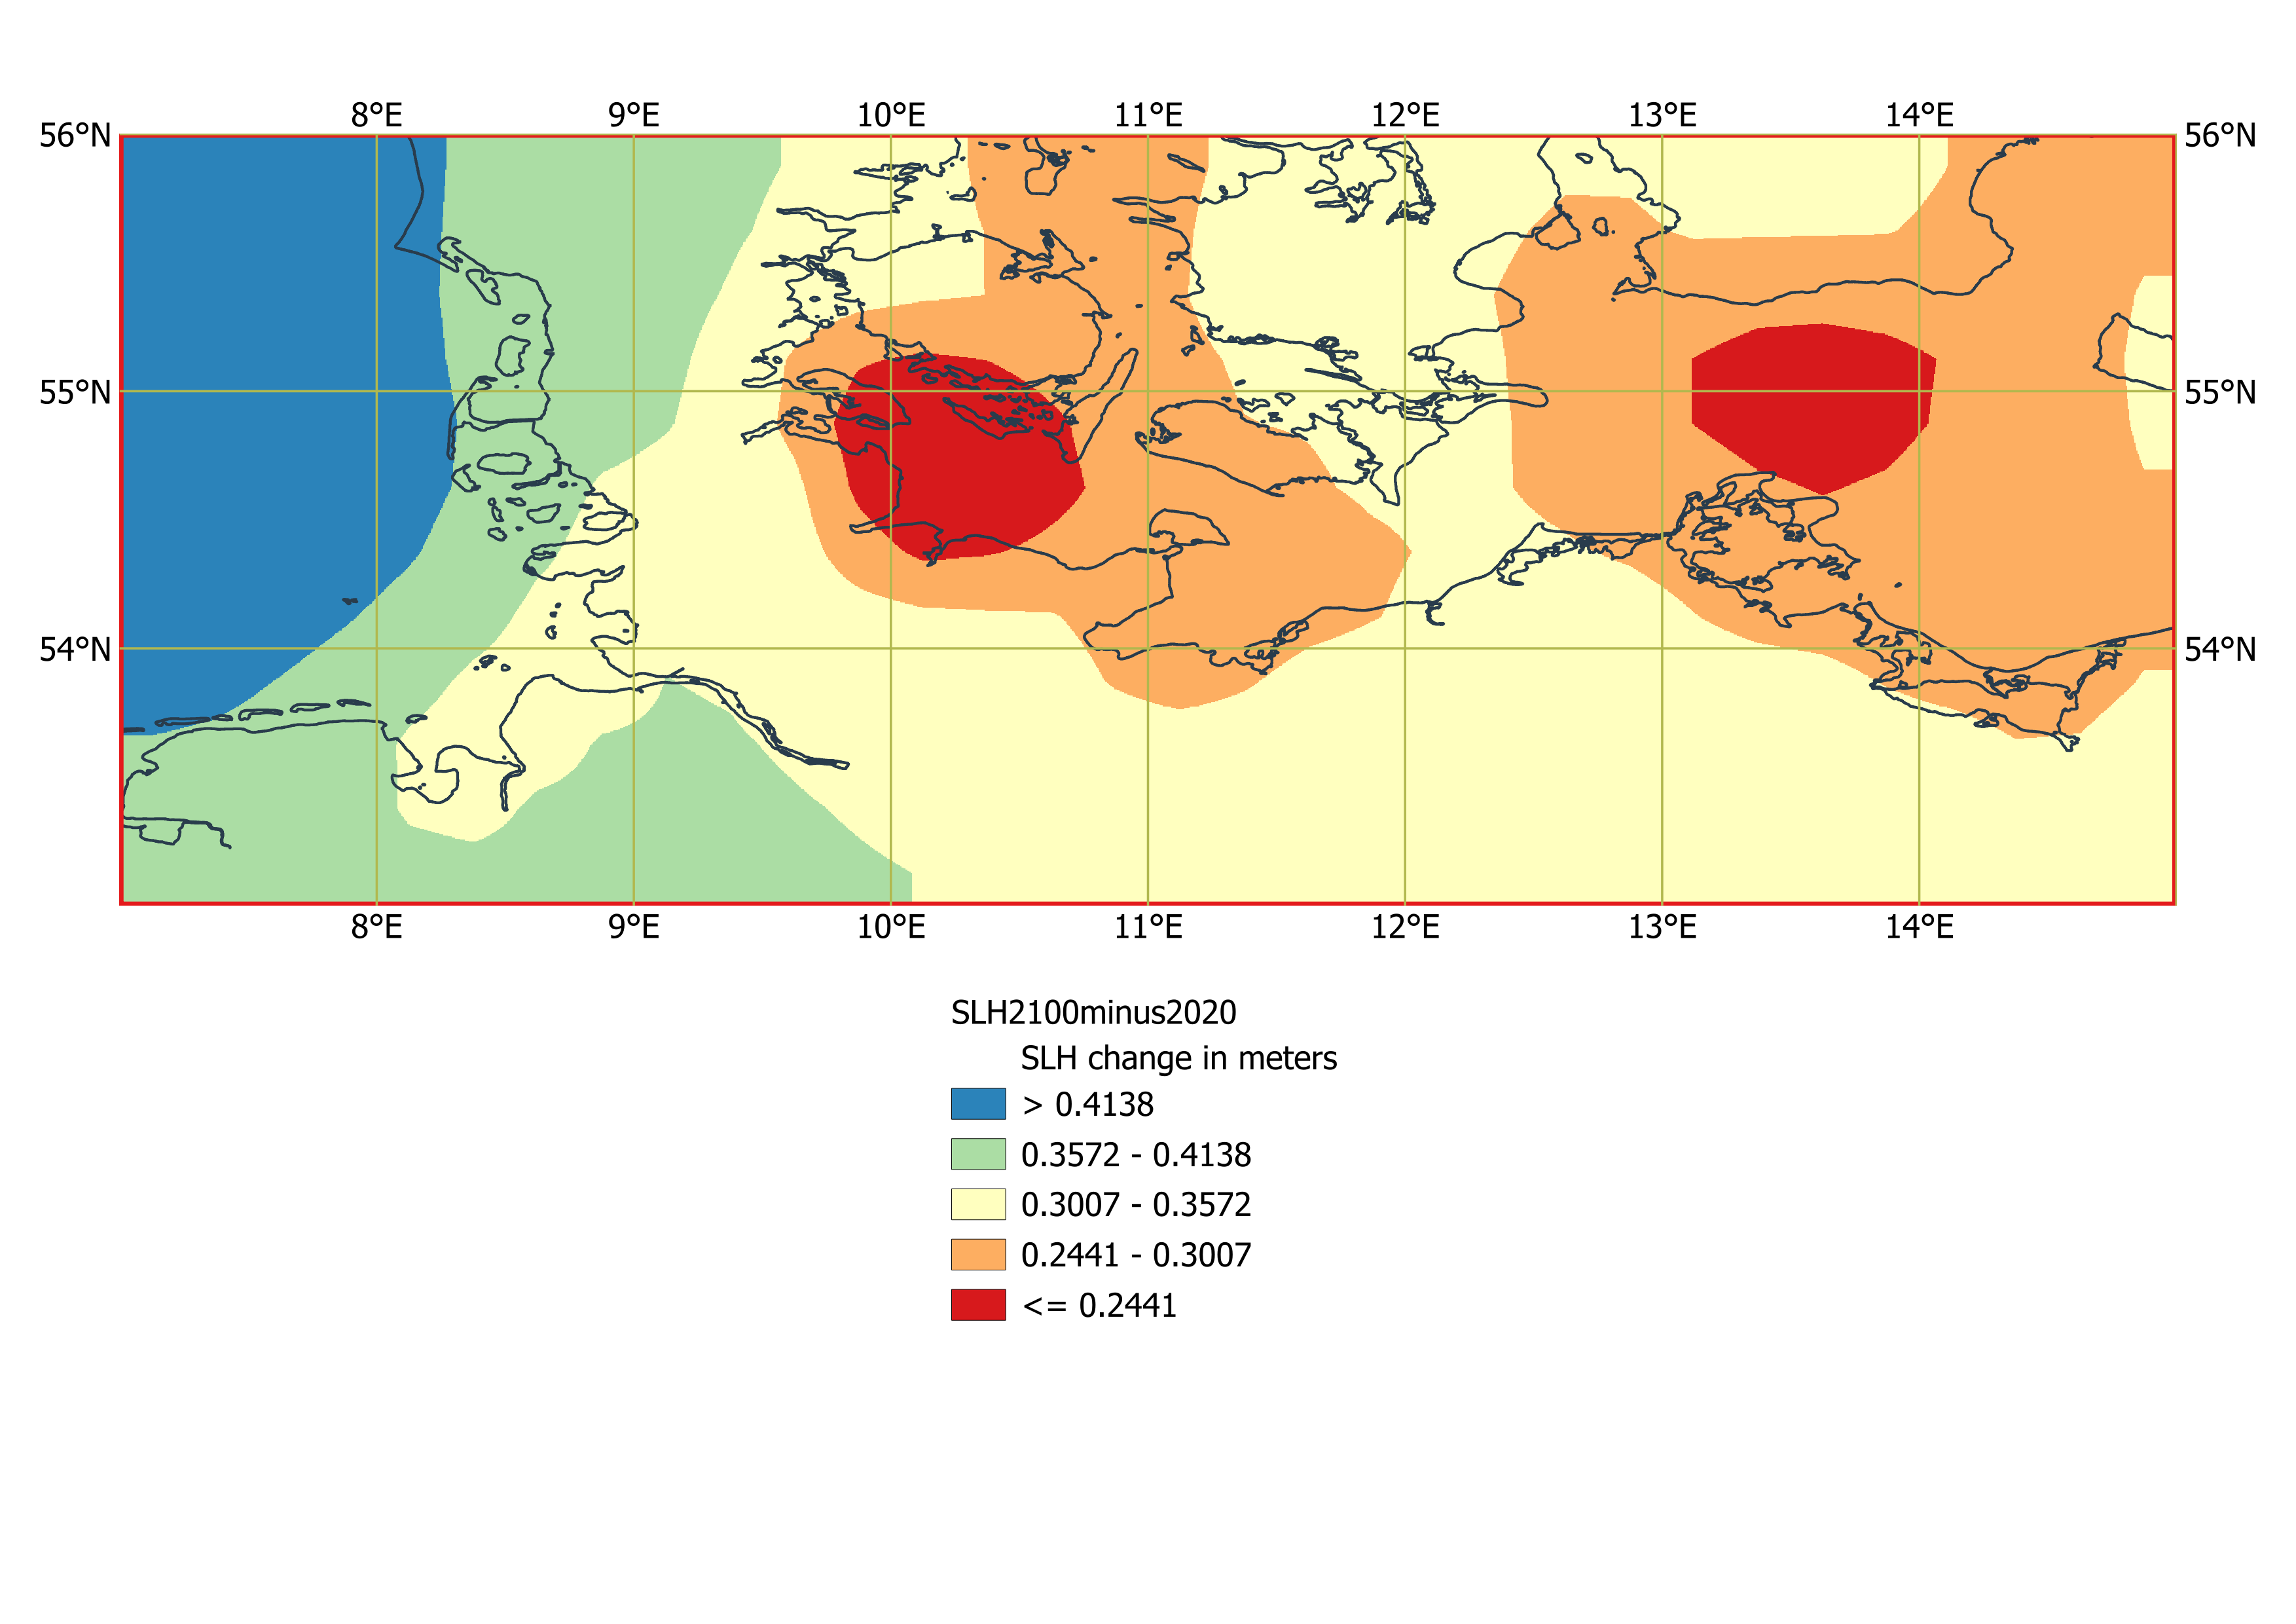 8°E 9°E 10°E 11°E 12°E 13°E 14°E
56°N 56°N
55°N 55°N
54°N 54°N
8°E 9°E 10°E 11°E 12°E 13°E 14°E
SLH2100minus2020
SLH change in meters
> 0.4138
0.3572 - 0.4138
0.3007 - 0.3572
0.2441 - 0.3007
<= 0.2441